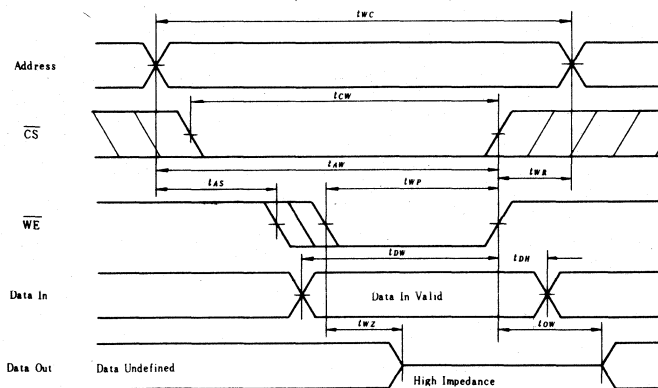 tWC
Address
tCW
CS
tAW
tAS
tWP
tWR
WE
tDW
tDH
Data In
Data In Valid
tWZ
tOW
Data Out
Data Undefined
High Impedance